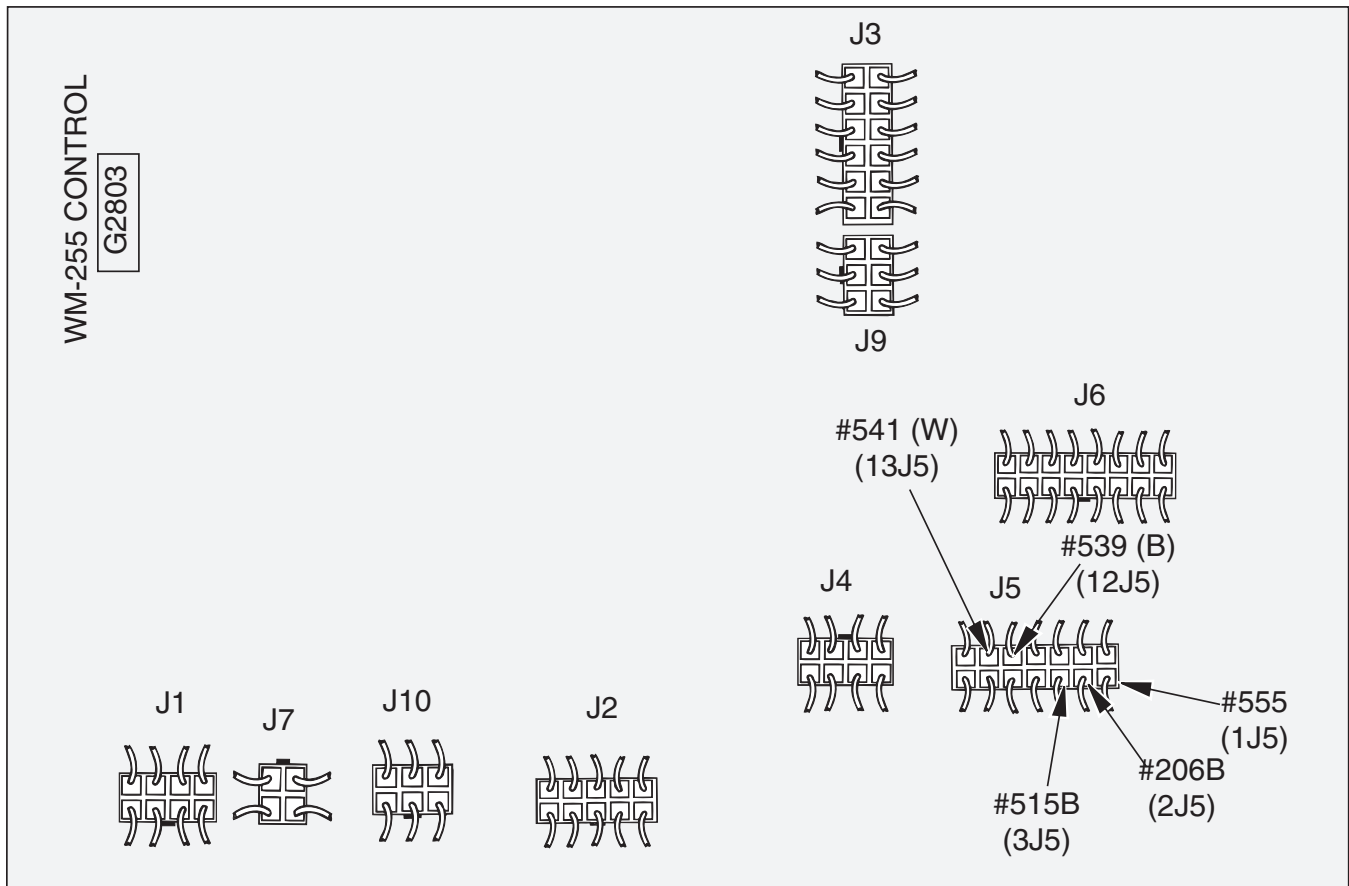 WM-255 CONTROL
G2803
J3
J9
J6
#541 (W)
(13J5)
#539 (B)
(12J5)
J4
J5
#555
(1J5)
#206B
(2J5)
#515B
(3J5)
J1
J7
J10
J2